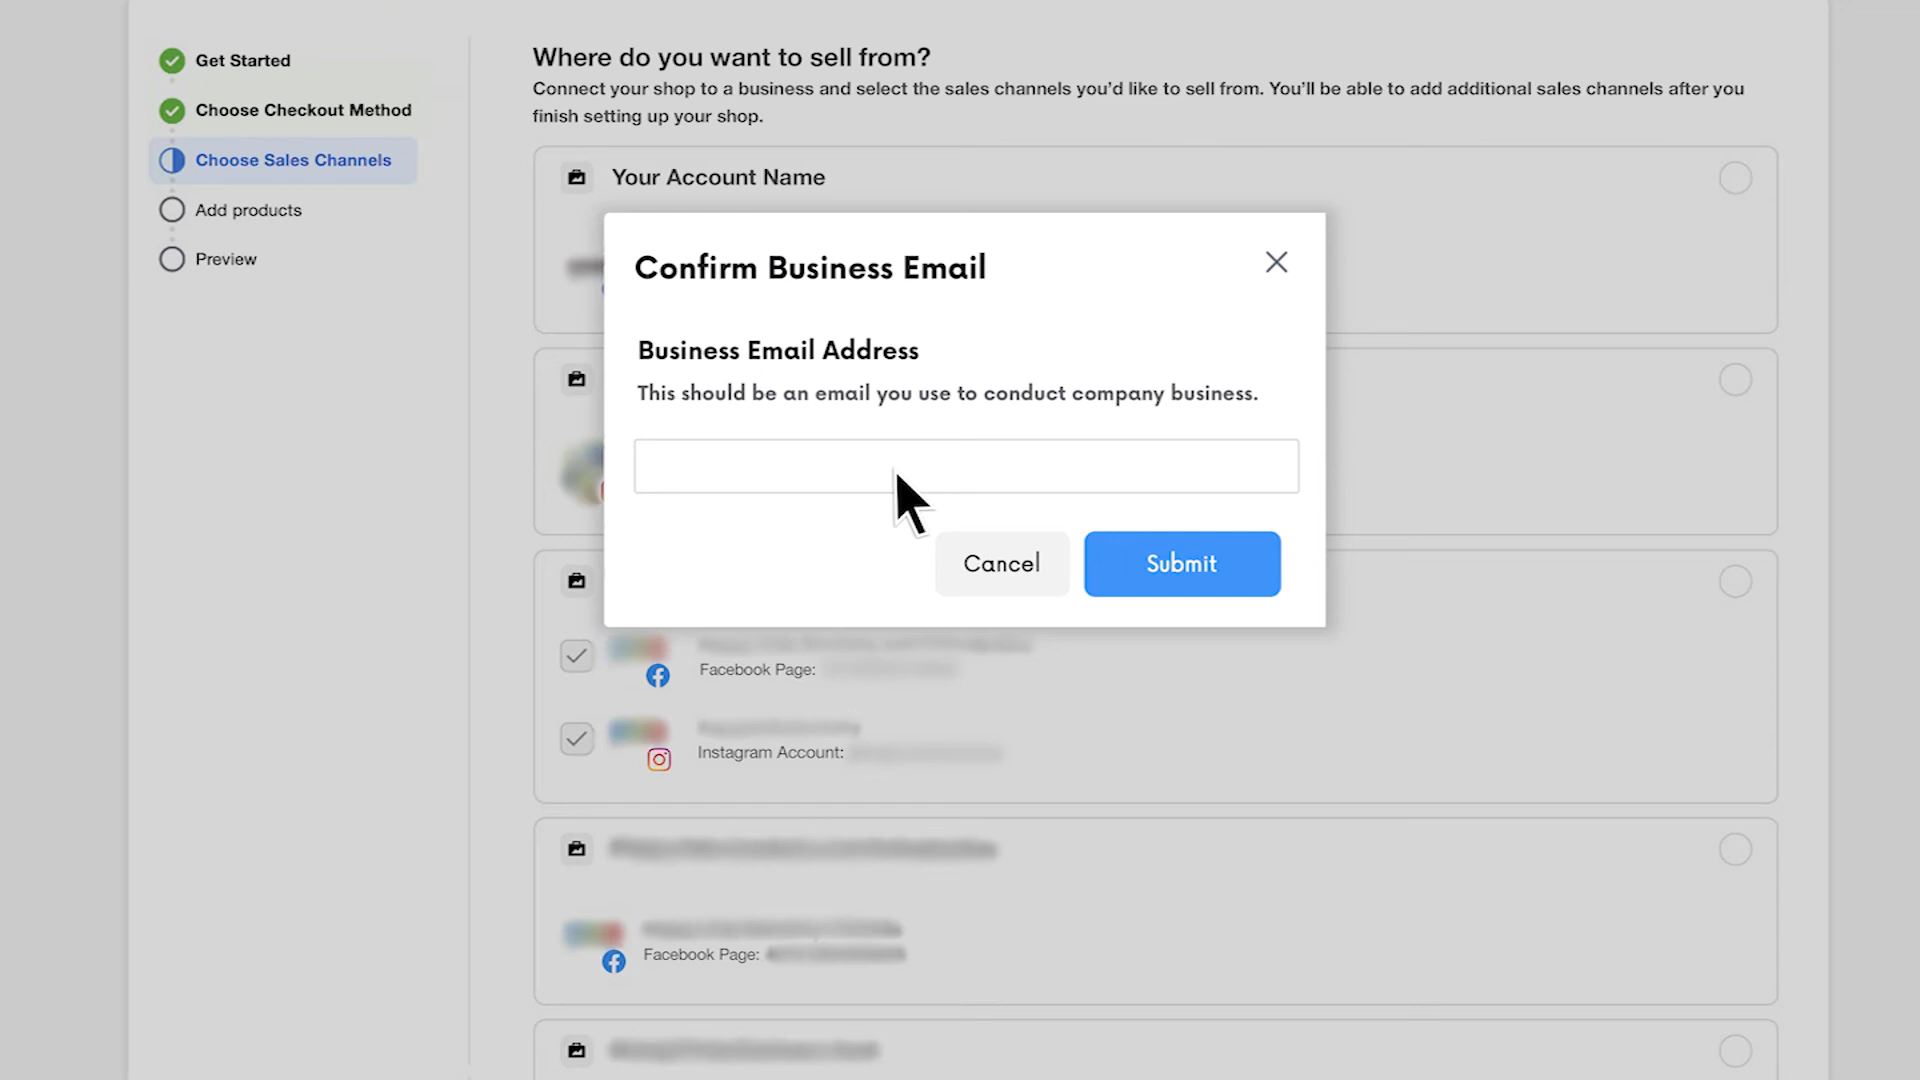 Get Started
Choose Checkout Method
Choose Sales Channels
Add products
Preview
Where do you want to sell from?
Connect your shop to a business and select the sales channels you'd like to sell from. You'll be able to add additional sales channels after you
finish setting up your shop.
Your Account Name
Confirm Business Email
Business Email Address
This should be an email you use to conduct company business.
Cancel
Submit
Facebook Page:
Instagram Account:
Facebook Page: